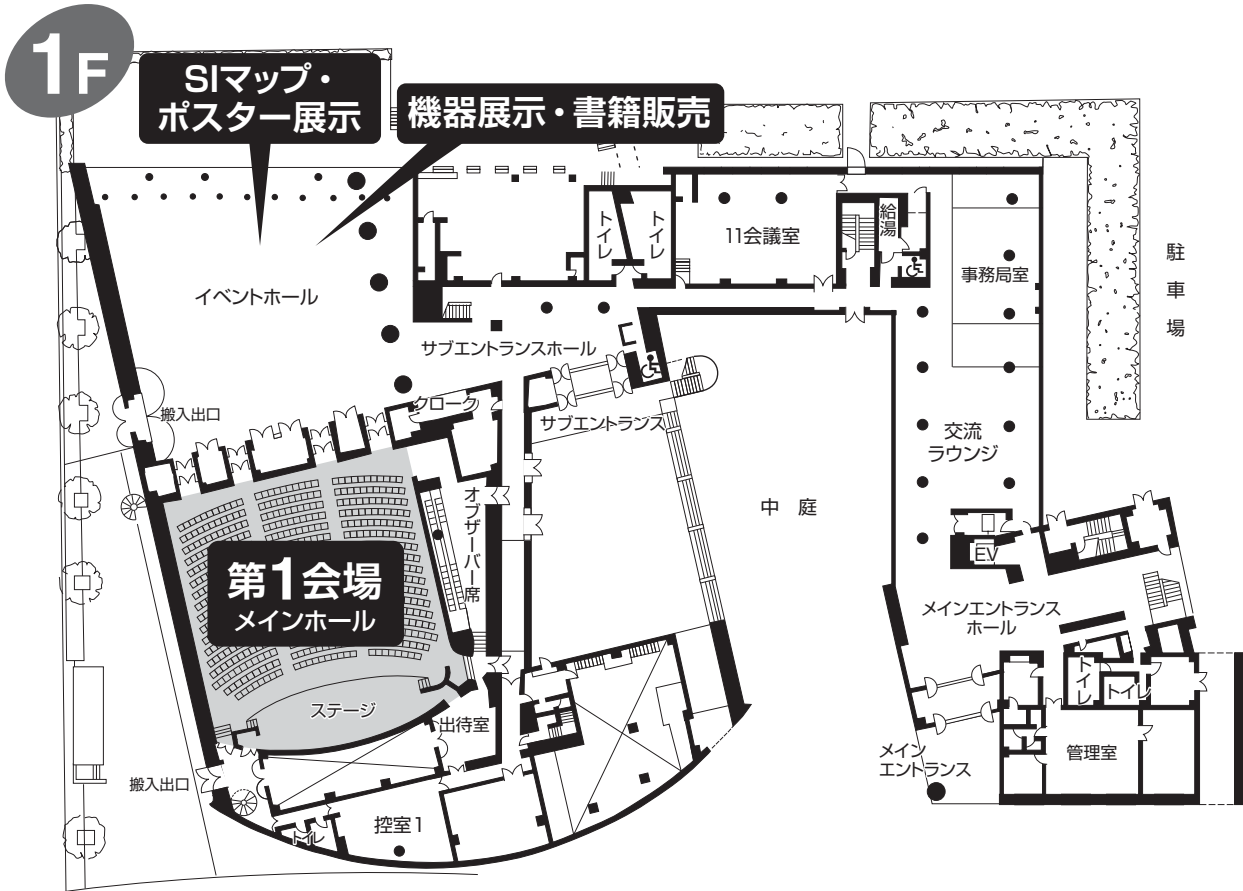 1F
SIマップ・
ポスター展示
機器展示・書籍販売
トイレ
トイレ
11会議室
給湯
事務局室
駐車場
イベントホール
サブエントランスホール
搬入出口
クローク
サブエントランス
交流
ラウンジ
オブザーバー席
中庭
EV
第1会場
メインホール
メインエントランス
ホール
トイレ
トイレ
ステージ
出待室
メイン
エントランス
管理室
搬入出口
トイレ
控室1